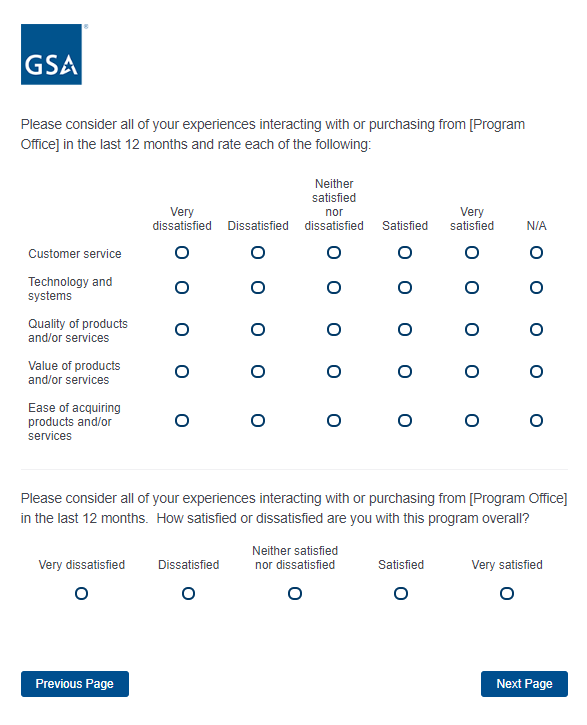 GSA
Please consider all of your experiences interacting with or purchasing from [Program
Office] in the last 12 months and rate each of the following:
Very
dissatisfied
Dissatisfied
Neither
satisfied
nor
dissatisfied
Satisfied
Very
satisfied
N/A
Customer service
Technology and
systems
Quality of products
and/or services
Value of products
and/or services
Ease of acquiring
products and/or
services
Please consider all of your experiences interacting with or purchasing from [Program Office]
in the last 12 months.  How satisfied or dissatisfied are you with this program overall?
Very dissatisfied
Dissatisfied
Neither satisfied
nor dissatisfied
Satisfied
Very satisfied
Previous Page
Next Page